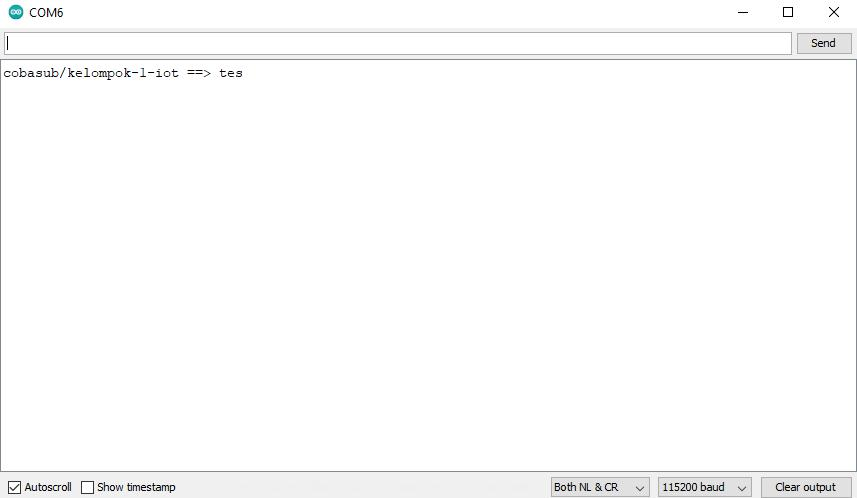 COM6
Send
cobasub/kelompok-1-iot ==> tes
Autoscroll Show timestamp Both NL & CR 115200 baud Clear output